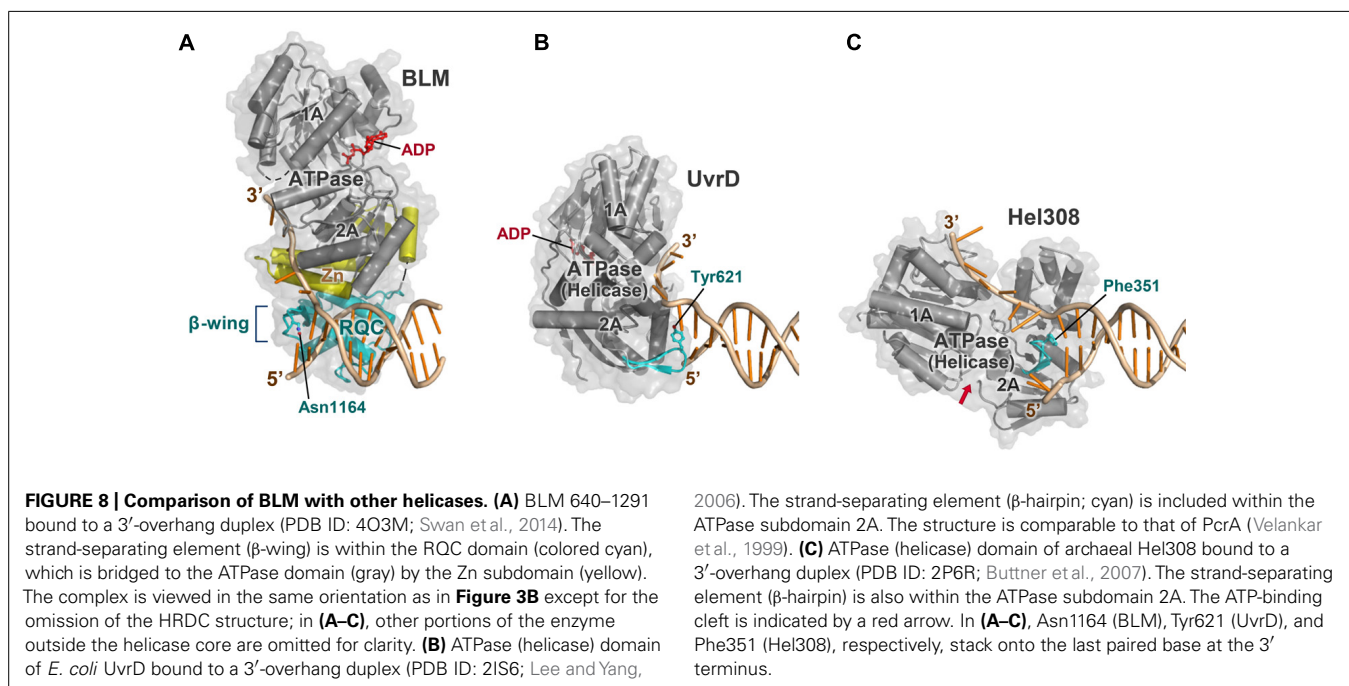 A
BLM
1A
ADP
ATPase
3′
2A
Zn
β-wing
RQC
5′
Asn1164
B
UvrD
1A
ADP
3′
ATPase
(Helicase)
Tyr621
2A
5′
C
Hel308
3′
Phe351
1A
ATPase
(Helicase)
2A
5′
FIGURE 8 | Comparison of BLM with other helicases. (A) BLM 640–1291
bound to a 3′-overhang duplex (PDB ID: 4O3M; Swan et al., 2014). The
strand-separating element (β-wing) is within the RQC domain (colored cyan),
which is bridged to the ATPase domain (gray) by the Zn subdomain (yellow).
The complex is viewed in the same orientation as in Figure 3B except for the
omission of the HRDC structure; in (A–C), other portions of the enzyme
outside the helicase core are omitted for clarity. (B) ATPase (helicase) domain
of E. coli UvrD bound to a 3′-overhang duplex (PDB ID: 2IS6; Lee and Yang,
2006). The strand-separating element (β-hairpin; cyan) is included within the
ATPase subdomain 2A. The structure is comparable to that of PcrA (Velankar
et al., 1999). (C) ATPase (helicase) domain of archaeal Hel308 bound to a
3′-overhang duplex (PDB ID: 2P6R; Buttner et al., 2007). The strand-separating
element (β-hairpin) is also within the ATPase subdomain 2A. The ATP-binding
cleft is indicated by a red arrow. In (A–C), Asn1164 (BLM), Tyr621 (UvrD), and
Phe351 (Hel308), respectively, stack onto the last paired base at the 3′
terminus.